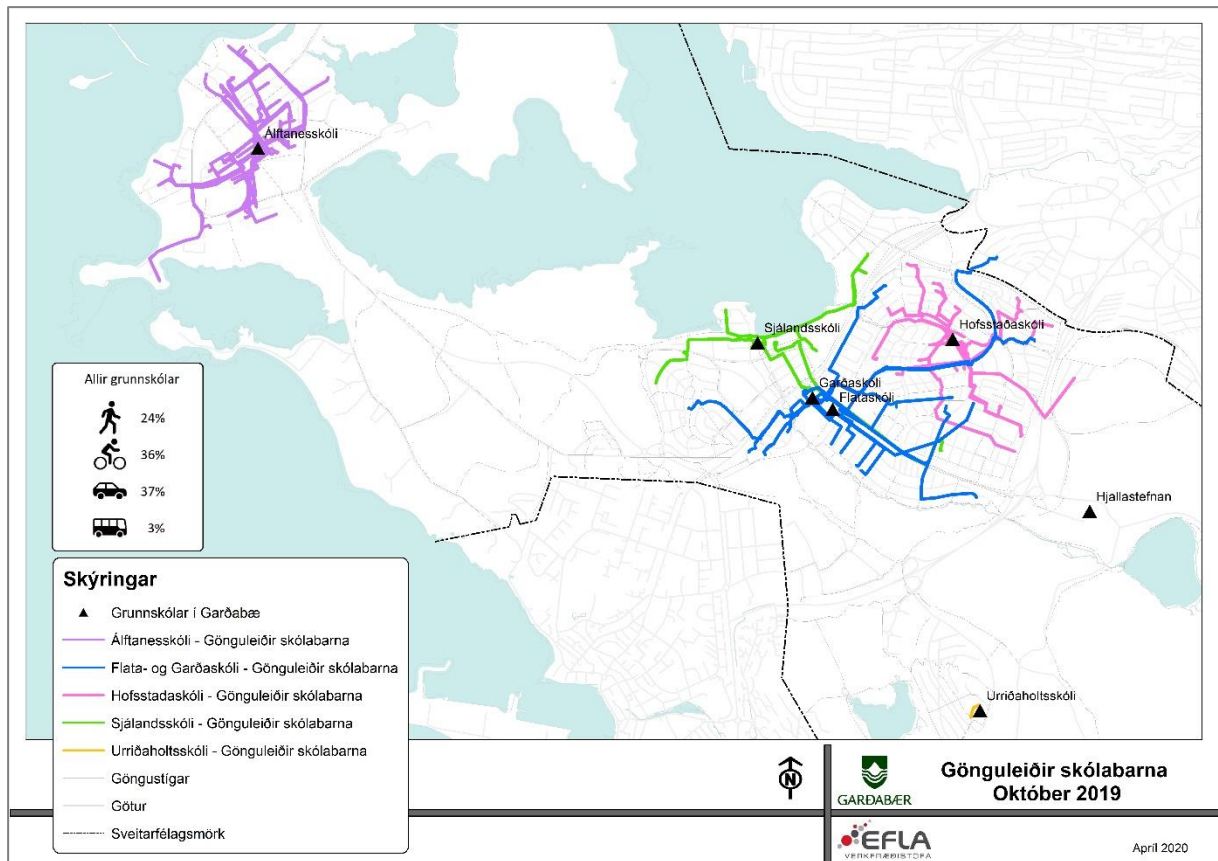 Álftanesskóli
Sjálandsskóli
Hofsstaðaskóli
Garðaskóli
Flataskóli
Hjallastefnan
Urriðaholtsskóli
Allir grunnskólar
24%
36%
37%
3%
Skýringar
Grunnskólar í Garðabæ
Álftanesskóli - Gönguleiðir skólabarna
Flata- og Garðaskóli - Gönguleiðir skólabarna
Hofsstadaskóli - Gönguleiðir skólabarna
Sjálandsskóli - Gönguleiðir skólabarna
Urriðaholtsskóli - Gönguleiðir skólabarna
Göngustígar
Götur
Sveitarfélagsmörk
N
GARÐABÆR
Gönguleiðir skólabarna
Október 2019
EFLA
VERKFRÆÐISTOFA
Apríl 2020